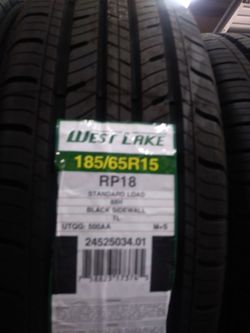 WEST LAKE
185/65R15
RP18
STANDARD LOAD
88H
BLACK SIDEWALL
TL
UTQG: 500AA M+S
24525034.01